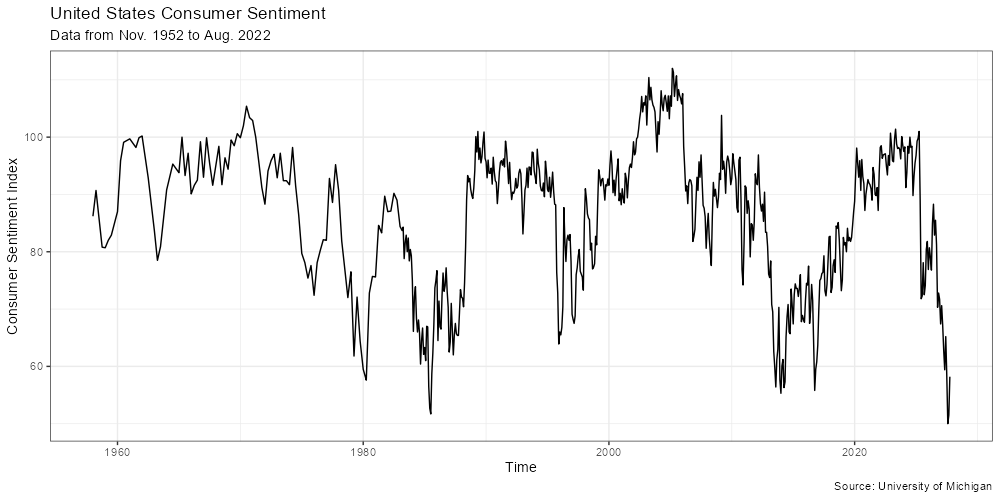 United States Consumer Sentiment
Data from Nov. 1952 to Aug. 2022
Consumer Sentiment Index
100
80
60
1960
1980
2000
2020
Time
Source: University of Michigan